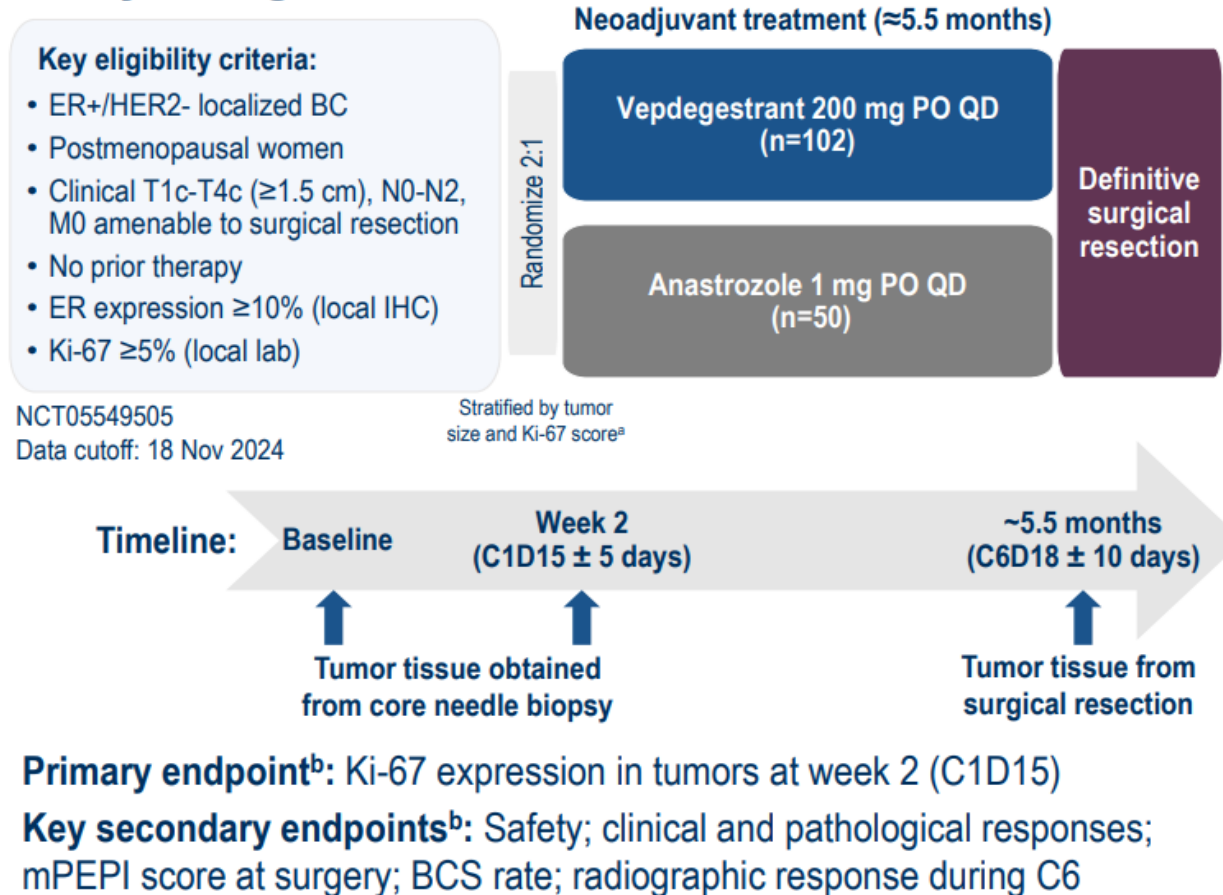 Neoadjuvant treatment (≈5.5 months)
Key eligibility criteria:
• ER+/HER2- localized BC
• Postmenopausal women
• Clinical T1c-T4c (≥1.5 cm), N0-N2,
M0 amenable to surgical resection
• No prior therapy
• ER expression ≥10% (local IHC)
• Ki-67 ≥5% (local lab)
Randomize 2:1
Vepdegestrant 200 mg PO QD
(n=102)
Anastrozole 1 mg PO QD
(n=50)
Definitive
surgical
resection
NCT05549505
Data cutoff: 18 Nov 2024
Stratified by tumor
size and Ki-67 scoreᵃ
Timeline:
Baseline
Week 2
(C1D15 ± 5 days)
~5.5 months
(C6D18 ± 10 days)
Tumor tissue obtained
from core needle biopsy
Tumor tissue from
surgical resection
Primary endpointᵇ: Ki-67 expression in tumors at week 2 (C1D15)
Key secondary endpointsᵇ: Safety; clinical and pathological responses;
mPEPI score at surgery; BCS rate; radiographic response during C6